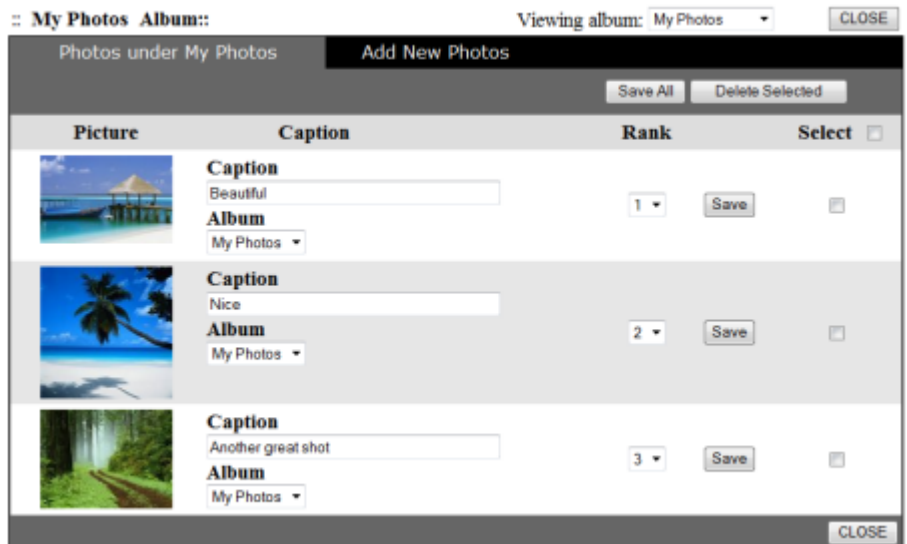 :: My Photos Album:: Viewing album: My Photos CLOSE
Photos under My Photos Add New Photos
Save All Delete Selected
Picture Caption Rank Select
Caption
Beautiful
Album
My Photos
1 Save
Caption
Nice
Album
My Photos
2 Save
Caption
Another great shot
Album
My Photos
3 Save
CLOSE